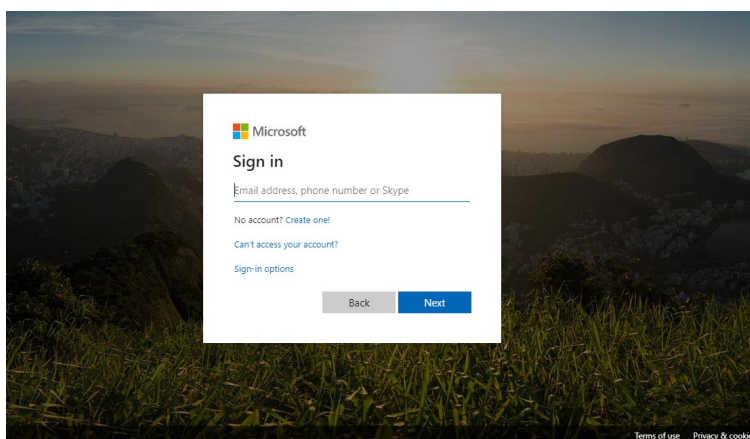 Microsoft
Sign in
Email address, phone number or Skype
No account? Create one!
Can't access your account?
Sign-in options
Back Next
Terms of use Privacy & cookie